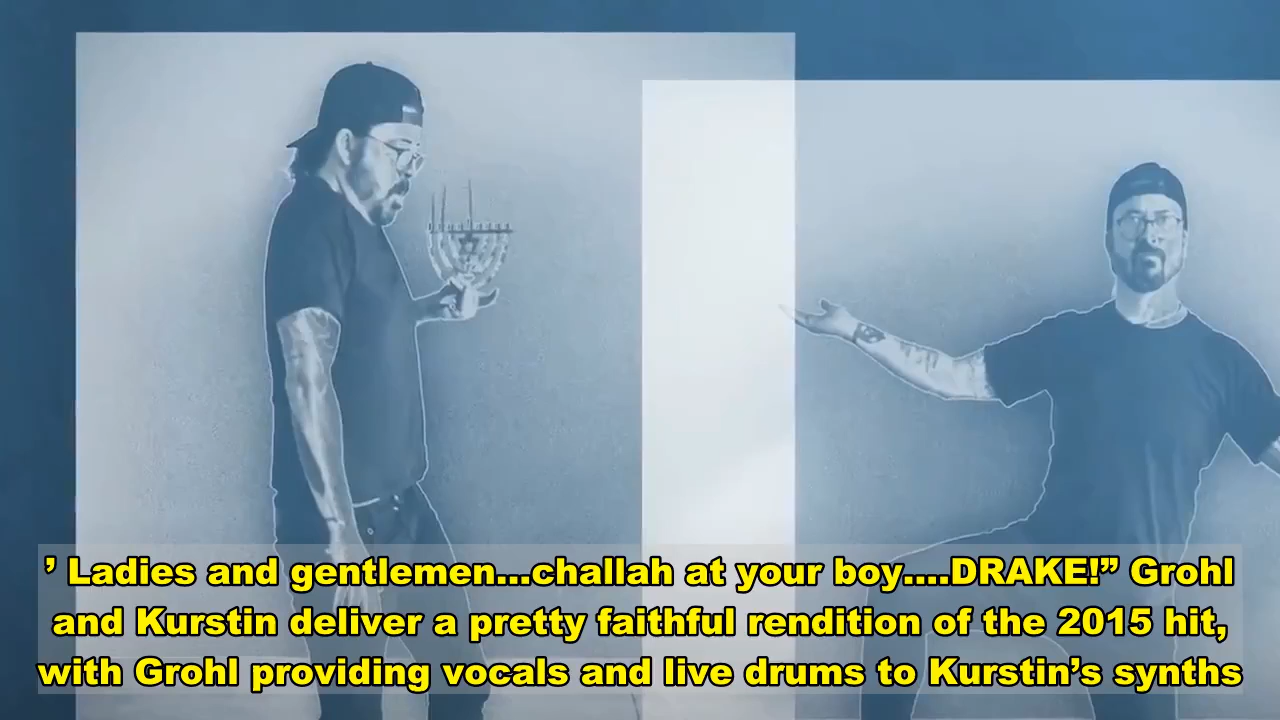 ’ Ladies and gentlemen...challah at your boy....DRAKE!” Grohl
and Kurstin deliver a pretty faithful rendition of the 2015 hit,
with Grohl providing vocals and live drums to Kurstin’s synths